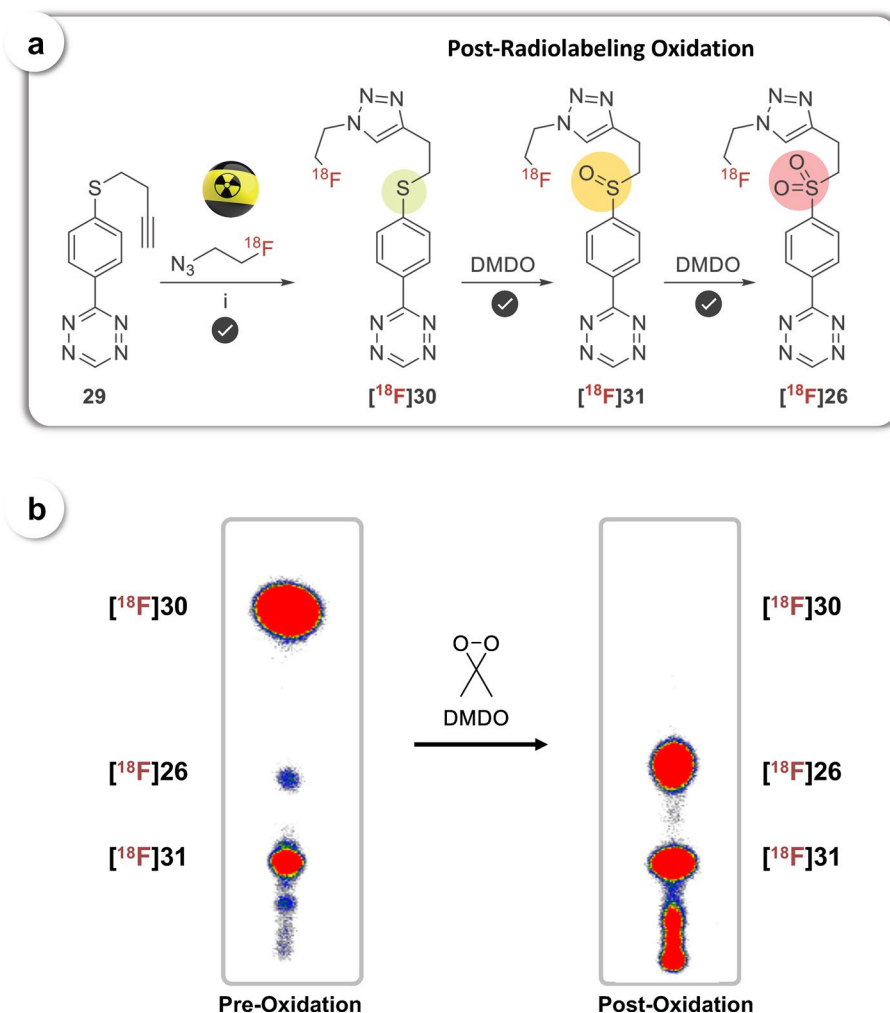 a
Post-Radiolabeling Oxidation
N=N
N
18F
S
N3
18F
i
N N
N N
29
S
DMDO
N N
N N
[18F]30
N=N
N
18F
O
S
DMDO
N N
N N
[18F]31
N=N
N
18F
O
O
S
N N
N N
[18F]26
b
[18F]30
[18F]26
[18F]31
O-O
DMDO
[18F]30
[18F]26
[18F]31
Pre-Oxidation
Post-Oxidation